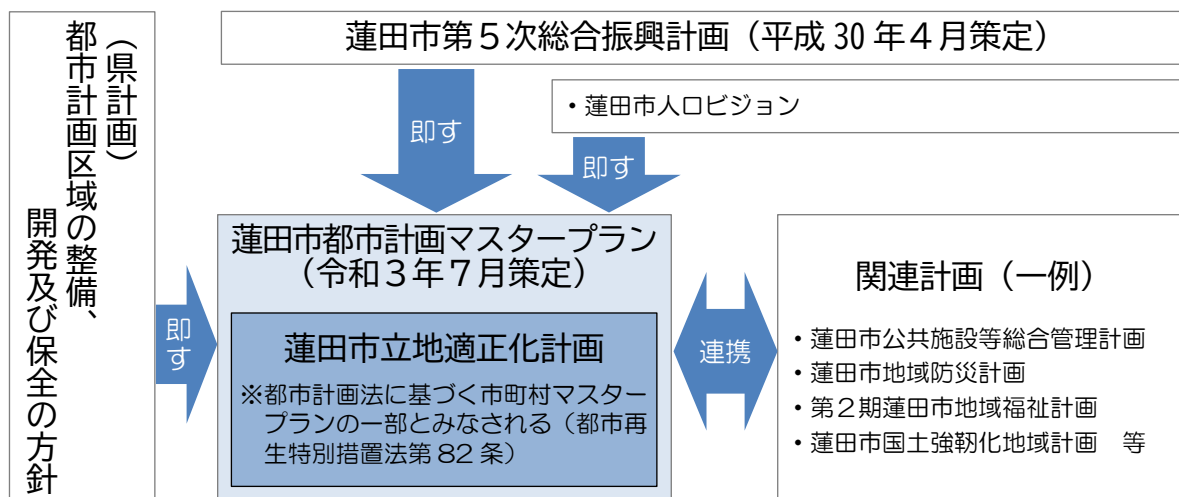 （県計画）
都市計画区域の整備、
開発及び保全の方針
蓮田市第５次総合振興計画（平成 30 年４月策定）
・蓮田市人口ビジョン
即す
即す
即す
蓮田市都市計画マスタープラン
（令和３年７月策定）
蓮田市立地適正化計画
※都市計画法に基づく市町村マスター
プランの一部とみなされる（都市再
生特別措置法第 82 条）
連携
関連計画（一例）
・蓮田市公共施設等総合管理計画
・蓮田市地域防災計画
・第２期蓮田市地域福祉計画
・蓮田市国土強靭化地域計画　等